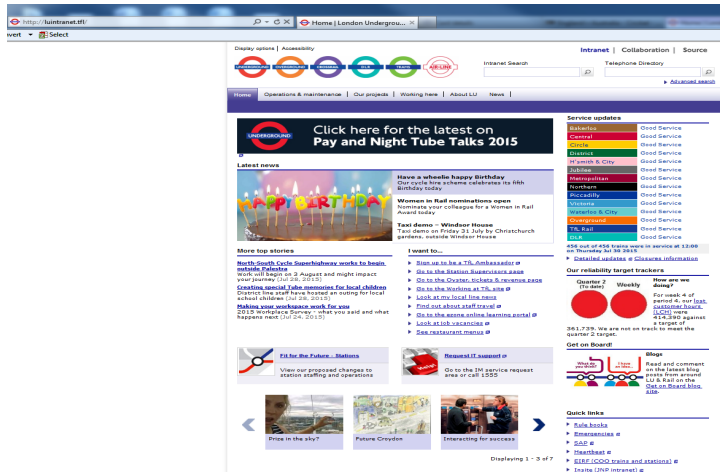 http://luintranet.tfl/
Home | London Undergrou...
nvert Select
Display options | Accessibility
Intranet | Collaboration | Source
UNDERGROUND OVERGROUND CROSSRAIL DLR TRAMS AIR-LINE
Intranet Search
Telephone Directory
Advanced search
Home Operations & maintenance | Our projects | Working here | About LU | News |
UNDERGROUND
Click here for the latest on
Pay and Night Tube Talks 2015
Latest news
HAPPY BIRTHDAY
Have a wheelie happy Birthday
Our cycle hire scheme celebrates its fifth
Birthday today
Women in Rail nominations open
Nominate your colleague for a Women in Rail
Award today
Taxi demo - Windsor House
Taxi demo on Friday 31 July by Christchurch
gardens, outside Windsor House
More top stories
North-South Cycle Superhighway works to begin
outside Palestra
Work will begin on 3 August and might impact
your journey (Jul 28, 2015)
Creating special Tube memories for local children
District line staff have hosted an outing for local
school children (Jul 28, 2015)
Making your workspace work for you
2015 Workplace Survey - what you said and what
happens next (Jul 24, 2015)
I want to...
Sign up to be a TfL Ambassador
Go to the Station Supervisors page
Go to the Oyster, tickets & revenue page
Go to the Working at TfL site
Look at my local line news
Find out about staff travel
Go to the ezone online learning portal
Look at job vacancies
See restaurant menus
Fit for the Future - Stations
View our proposed changes to
station staffing and operations
Request IT support
Go to the IM service request
area or call 1555
Prize in the sky?
Future Croydon
Interacting for success
Displaying 1 - 3 of 7
Service updates
Bakerloo Good Service
Central Good Service
Circle Good Service
District Good Service
H'smith & City Good Service
Jubilee Good Service
Metropolitan Good Service
Northern Good Service
Piccadilly Good Service
Victoria Good Service
Waterloo & City Good Service
Overground Good Service
TfL Rail Good Service
DLR Good Service
456 out of 456 trains were in service at 12:00
on Thursday Jul 30 2015
Detailed updates Closures information
Our reliability target trackers
Quarter 2
(To date)
Weekly
How are we
doing?
For week 4 of
period 4, our lost
customer hours
(LCH) were
414,390 against
a target of
361,739. We are not on track to meet the
quarter 2 target.
Get on Board!
What do
you think?
I have
an idea...
Blogs
Read and comment
on the latest blog
posts from around
LU & Rail on the
Get on Board blog
site.
Quick links
Rule books
Emergencies
SAP
Heartbeat
EIRF (COO trains and stations)
Insite (JNP intranet)